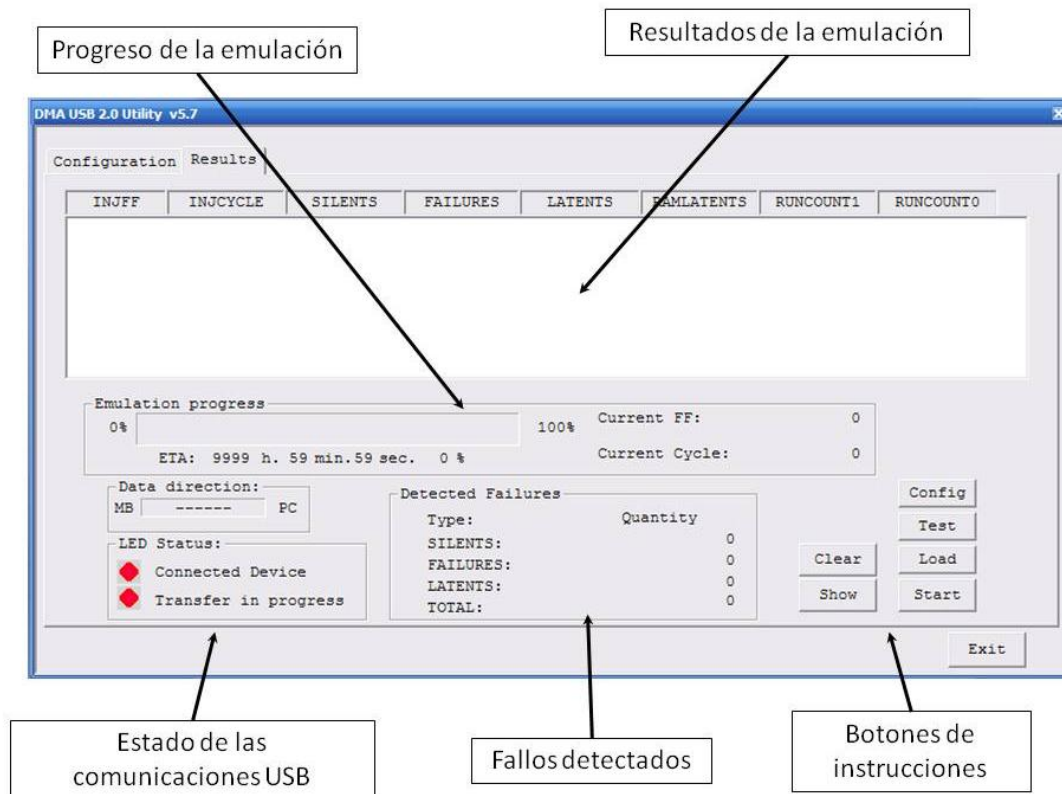 Progreso de la emulación
Resultados de la emulación
DMA USB 2.0 Utility v5.7
Configuration Results
INJFF INJCYCLE SILENTS FAILURES LATENTS RAMLATENTS RUNCOUNT1 RUNCOUNT0
Emulation progress
0% 100% Current FF: 0
ETA: 9999 h. 59 min.59 sec. 0 % Current Cycle: 0
Data direction:
MB ------ PC
LED Status:
Connected Device
Transfer in progress
Detected Failures
Type: Quantity
SILENTS: 0
FAILURES: 0
LATENTS: 0
TOTAL: 0
Config
Test
Clear Load
Show Start
Exit
Estado de las
comunicaciones USB
Fallos detectados
Botones de
instrucciones